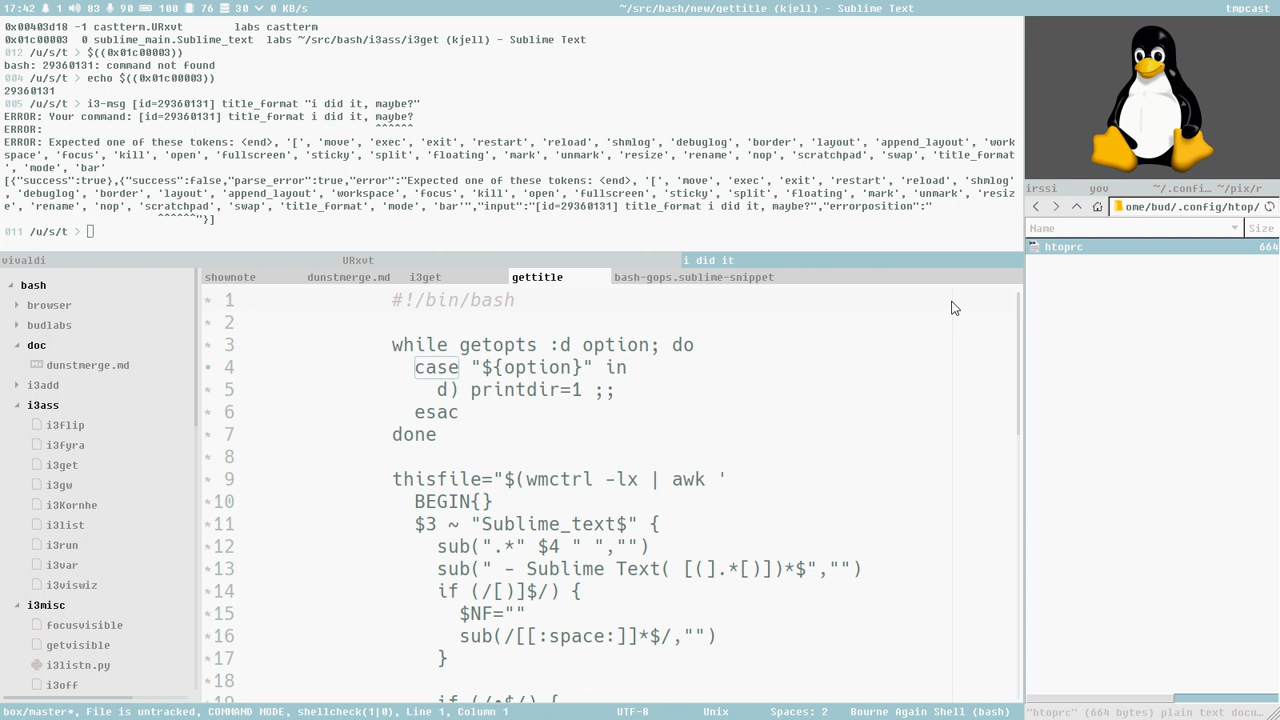 17:42 1 83 90 100 76 30 0 KB/s ~/src/bash/new/gettitle (kjell) - Sublime Text tmpcast
0x00403d18 -1 castterm.URxvt labs castterm
0x01c00003 0 sublime_main.Sublime_text labs ~/src/bash/i3ass/i3get (kjell) - Sublime Text
012 /u/s/t > $((0x01c00003))
bash: 29360131: command not found
004 /u/s/t > echo $((0x01c00003))
29360131
005 /u/s/t > i3-msg [id=29360131] title_format "i did it, maybe?"
ERROR: Your command: [id=29360131] title_format i did it, maybe?
ERROR: ^^^^^^
ERROR: Expected one of these tokens: <end>, '[', 'move', 'exec', 'exit', 'restart', 'reload', 'shmlog', 'debuglog', 'border', 'layout', 'append_layout', 'work
space', 'focus', 'kill', 'open', 'fullscreen', 'sticky', 'split', 'floating', 'mark', 'unmark', 'resize', 'rename', 'nop', 'scratchpad', 'swap', 'title_format
', 'mode', 'bar'
[{"success":true},{"success":false,"parse_error":true,"error":"Expected one of these tokens: <end>, '[', 'move', 'exec', 'exit', 'restart', 'reload', 'shmlog'
, 'debuglog', 'border', 'layout', 'append_layout', 'workspace', 'focus', 'kill', 'open', 'fullscreen', 'sticky', 'split', 'floating', 'mark', 'unmark', 'resiz
e', 'rename', 'nop', 'scratchpad', 'swap', 'title_format', 'mode', 'bar'","input":"[id=29360131] title_format i did it, maybe?","errorposition":"
^^^^^^"}]
011 /u/s/t >
vivaldi URxvt i did it
bash
browser
budlabs
doc
dunstmerge.md
i3add
i3ass
i3flip
i3fyra
i3get
i3gw
i3Kornhe
i3list
i3run
i3var
i3viswiz
i3misc
focusvisible
getvisible
i3listn.py
i3off
shownote dunstmerge.md i3get gettitle bash-gops.sublime-snippet
1 #!/bin/bash
2
3 while getopts :d option; do
4 case "${option}" in
5 d) printdir=1 ;;
6 esac
7 done
8
9 thisfile="$(wmctrl -lx | awk '
10 BEGIN{}
11 $3 ~ "Sublime_text$" {
12 sub(".*" $4 " ","")
13 sub(" - Sublime Text( [(].*[)])*$","")
14 if (/[)]$/) {
15 $NF=""
16 sub(/[[:space:]]*$/,"")
17 }
18
irssi yov ~/.confi… ~/pix/r
ome/bud/.config/htop/
Name Size
htoprc 664
box/master*, File is untracked, COMMAND MODE, shellcheck(1|0), Line 1, Column 1 UTF-8 Unix Spaces: 2 Bourne Again Shell (bash)
"htoprc" (664 bytes) plain text docu…